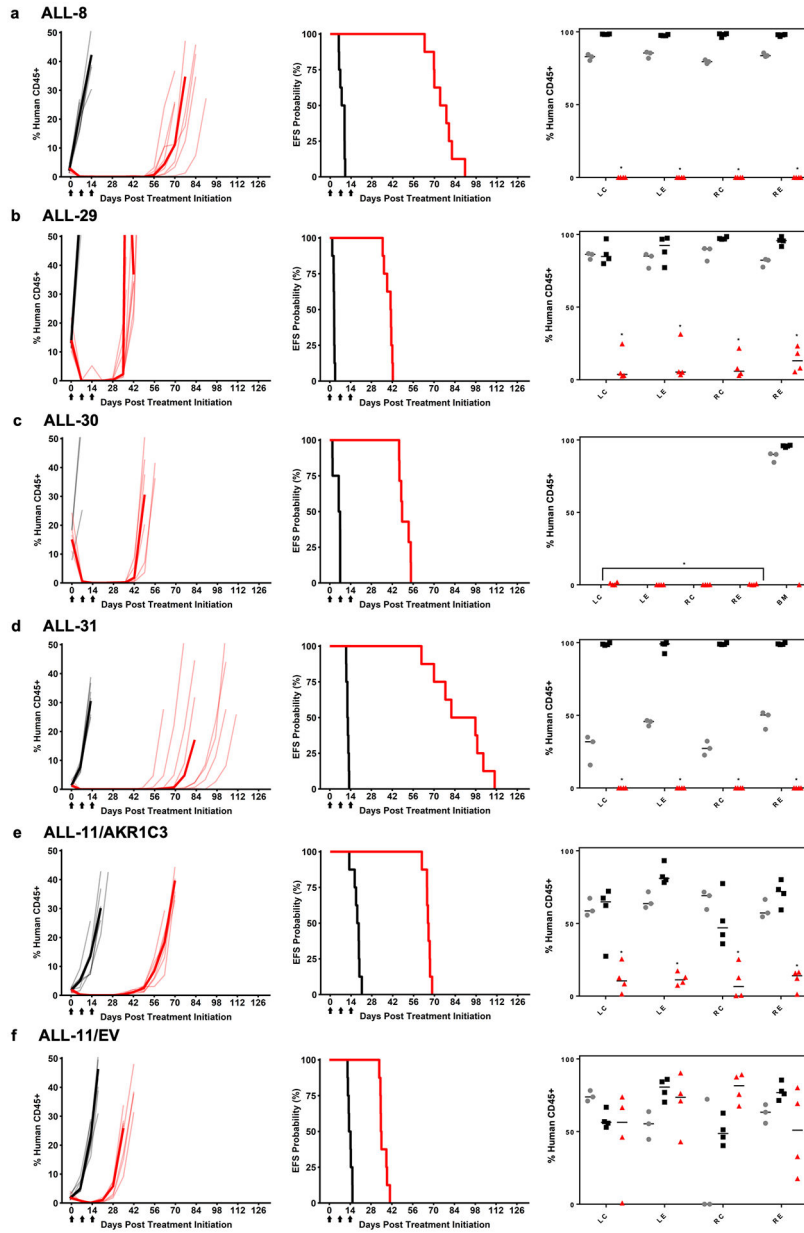 a ALL-8
% Human CD45+
50
40
30
20
10
0
0 14 28 42 56 70 84 98 112 126
Days Post Treatment Initiation
EFS Probability (%)
100
75
50
25
0
0 14 28 42 56 70 84 98 112 126
Days Post Treatment Initiation
% Human CD45+
100
50
0
* * * *
LC LE RC RE
b ALL-29
% Human CD45+
50
40
30
20
10
0
0 14 28 42 56 70 84 98 112 126
Days Post Treatment Initiation
EFS Probability (%)
100
75
50
25
0
0 14 28 42 56 70 84 98 112 126
Days Post Treatment Initiation
% Human CD45+
100
50
0
* * * *
LC LE RC RE
c ALL-30
% Human CD45+
50
40
30
20
10
0
0 14 28 42 56 70 84 98 112 126
Days Post Treatment Initiation
EFS Probability (%)
100
75
50
25
0
0 14 28 42 56 70 84 98 112 126
Days Post Treatment Initiation
% Human CD45+
100
50
0
*
LC LE RC RE BM
d ALL-31
% Human CD45+
50
40
30
20
10
0
0 14 28 42 56 70 84 98 112 126
Days Post Treatment Initiation
EFS Probability (%)
100
75
50
25
0
0 14 28 42 56 70 84 98 112 126
Days Post Treatment Initiation
% Human CD45+
100
50
0
* * * *
LC LE RC RE
e ALL-11/AKR1C3
% Human CD45+
50
40
30
20
10
0
0 14 28 42 56 70 84 98 112 126
Days Post Treatment Initiation
EFS Probability (%)
100
75
50
25
0
0 14 28 42 56 70 84 98 112 126
Days Post Treatment Initiation
% Human CD45+
100
50
0
* * * *
LC LE RC RE
f ALL-11/EV
% Human CD45+
50
40
30
20
10
0
0 14 28 42 56 70 84 98 112 126
Days Post Treatment Initiation
EFS Probability (%)
100
75
50
25
0
0 14 28 42 56 70 84 98 112 126
Days Post Treatment Initiation
% Human CD45+
100
50
0
LC LE RC RE